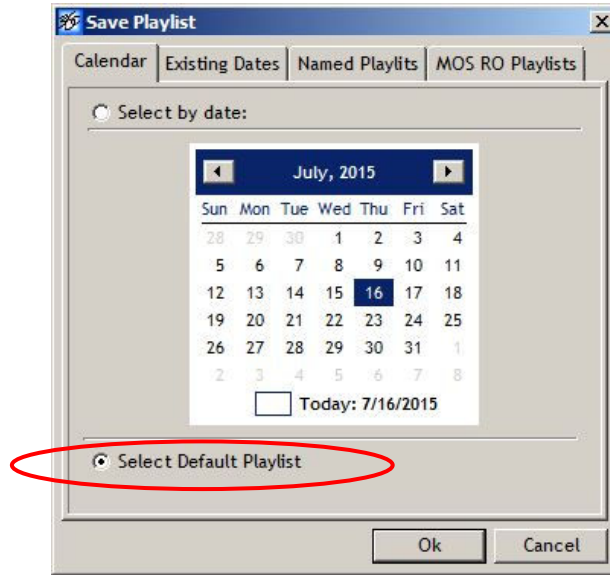 Save Playlist
Calendar Existing Dates Named Playlits MOS RO Playlists
Select by date:
July, 2015
Sun Mon Tue Wed Thu Fri Sat
28 29 30 1 2 3 4
5 6 7 8 9 10 11
12 13 14 15 16 17 18
19 20 21 22 23 24 25
26 27 28 29 30 31 1
2 3 4 5 6 7 8
Today: 7/16/2015
Select Default Playlist
Ok Cancel